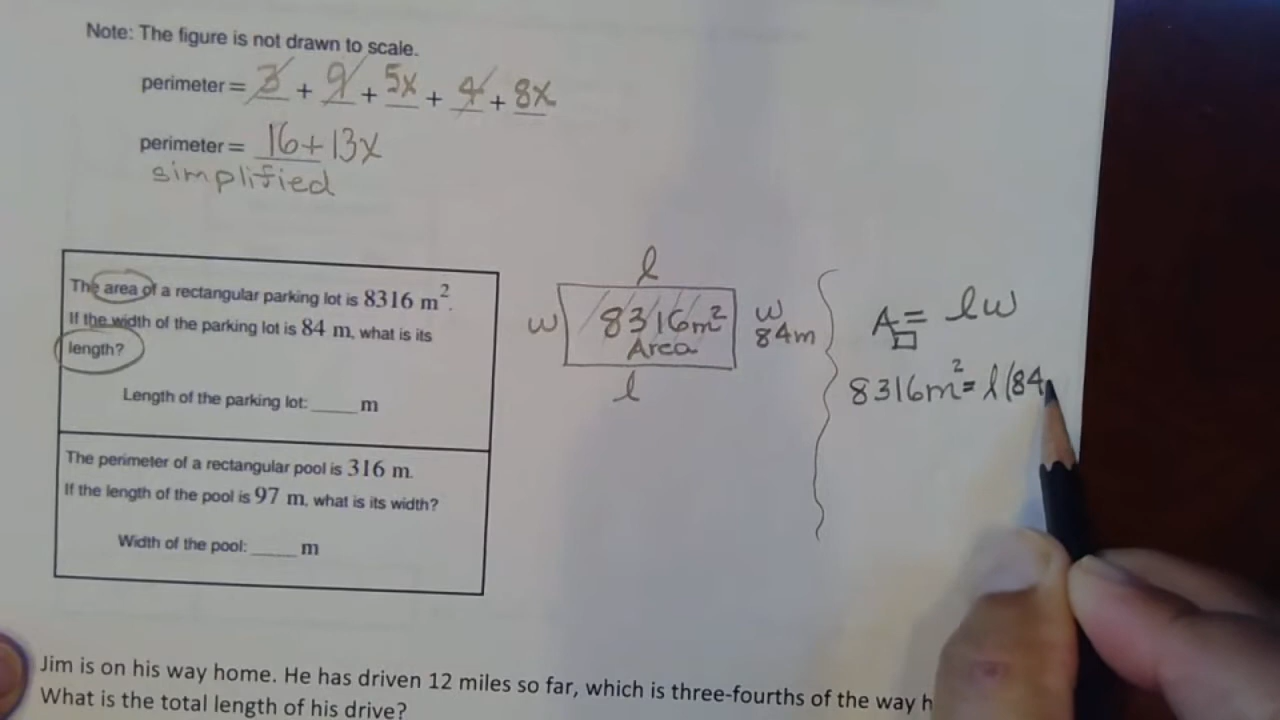 Note: The figure is not drawn to scale.
perimeter = 3 + 9 + 5x + 4 + 8x
perimeter = 16 + 13x
simplified
The area of a rectangular parking lot is 8316 m².
If the width of the parking lot is 84 m, what is its
length?
Length of the parking lot: _____ m
The perimeter of a rectangular pool is 316 m.
If the length of the pool is 97 m, what is its width?
Width of the pool: _____ m
l
w 8316m² w
Area 84m
l
A = lw
8316m² = l(84
Jim is on his way home. He has driven 12 miles so far, which is three-fourths of the way h
What is the total length of his drive?